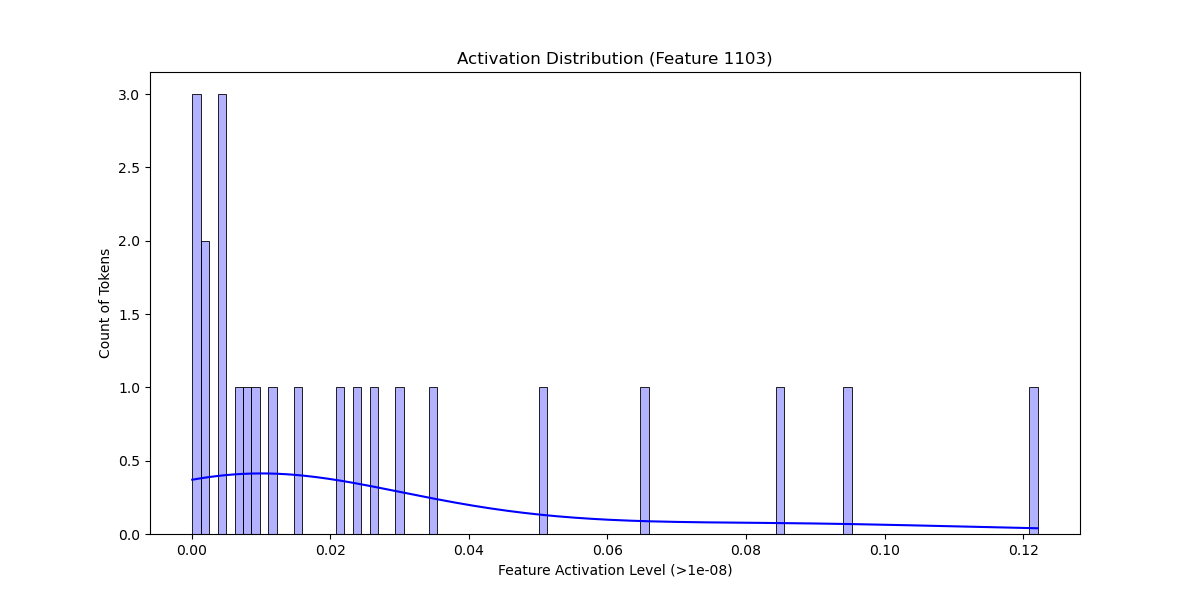 Activation Distribution (Feature 1103)
3.0
2.5
2.0
1.5
1.0
0.5
0.0
Count of Tokens
0.00 0.02 0.04 0.06 0.08 0.10 0.12
Feature Activation Level (>1e-08)